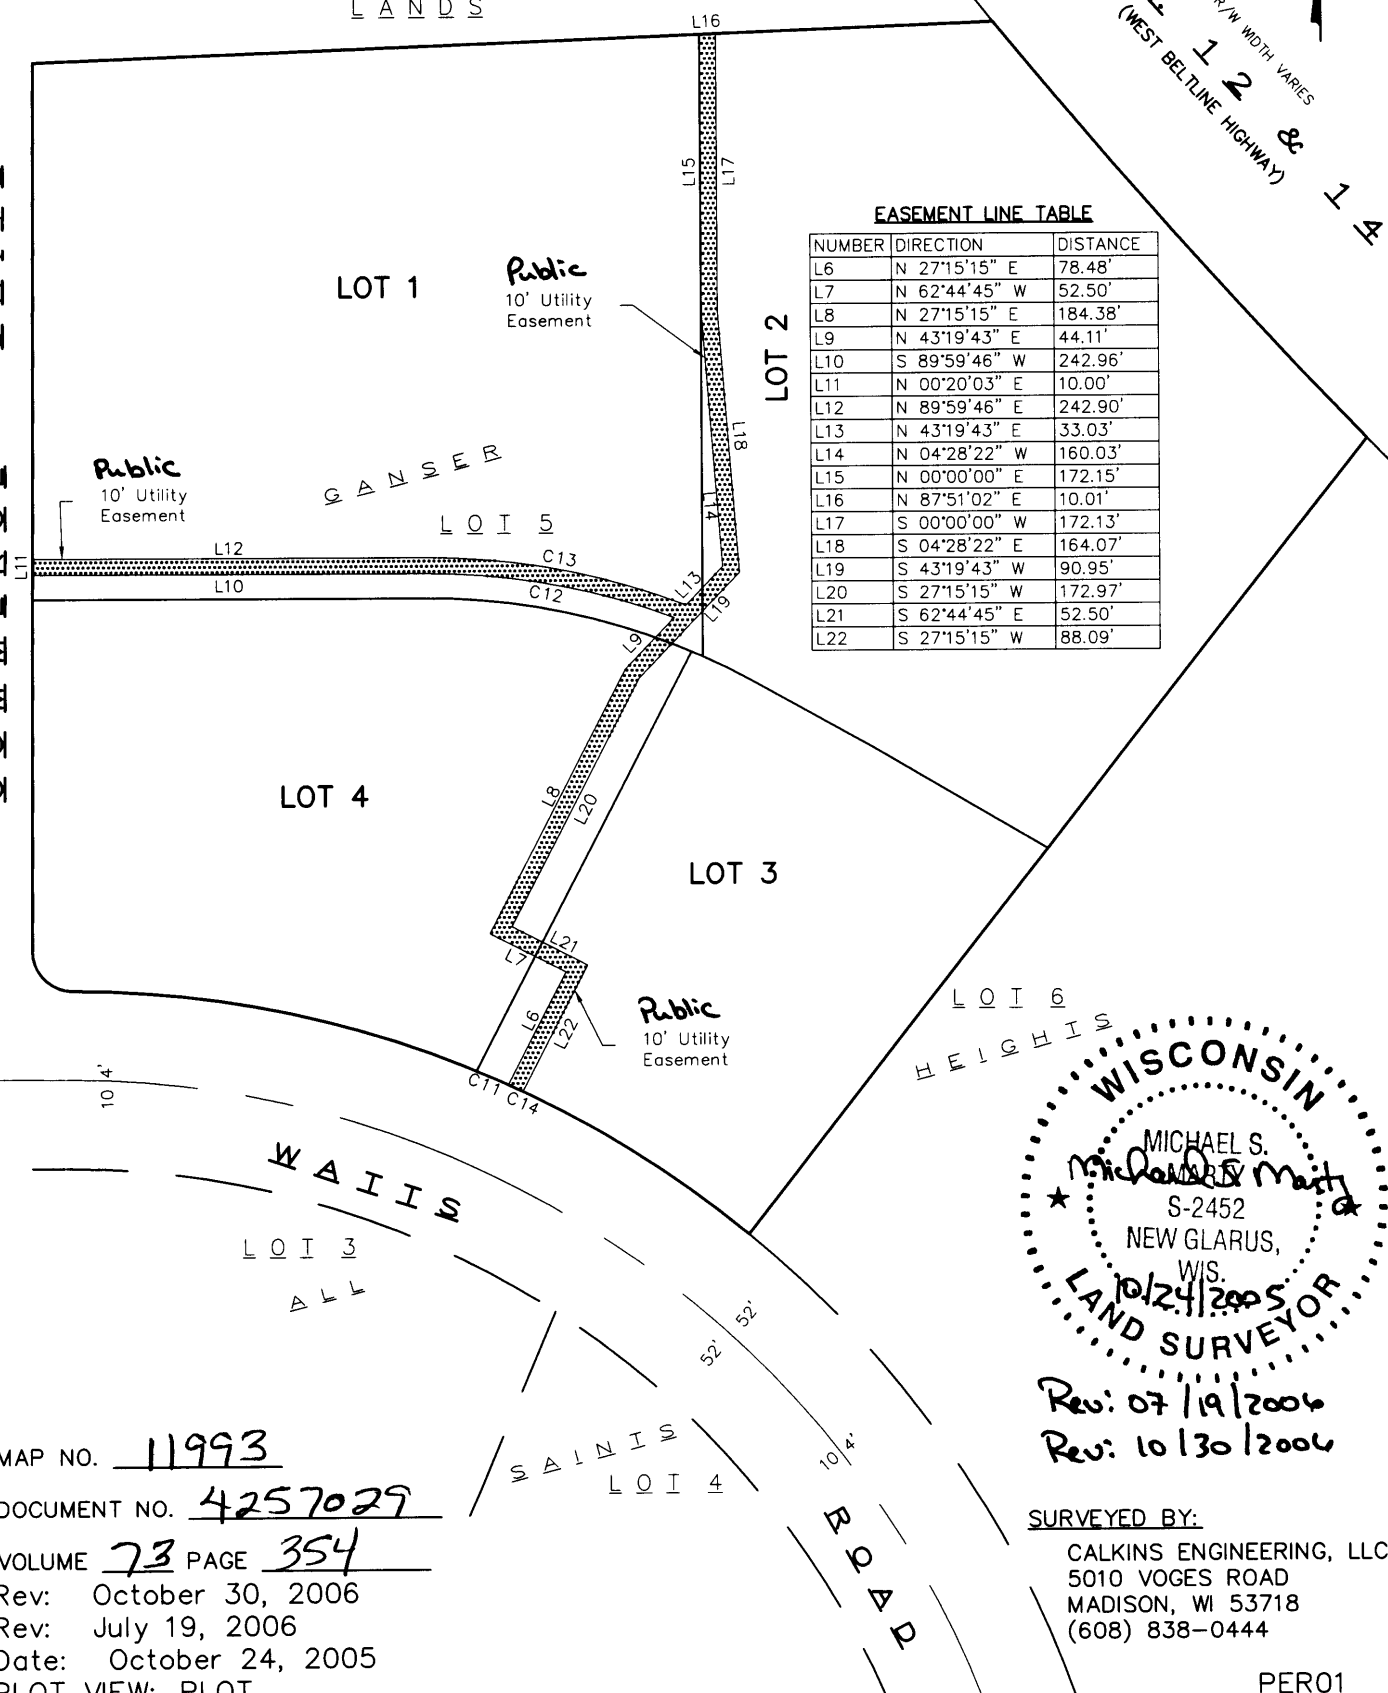 LANDS
L16
R/W WIDTH VARIES
12 & 14
(WEST BELTLINE HIGHWAY)
L15
L17
LOT 1
Public
10' Utility
Easement
LOT 2
EASEMENT LINE TABLE
NUMBER DIRECTION DISTANCE
L6 N 27°15'15" E 78.48'
L7 N 62°44'45" W 52.50'
L8 N 27°15'15" E 184.38'
L9 N 43°19'43" E 44.11'
L10 S 89°59'46" W 242.96'
L11 N 00°20'03" E 10.00'
L12 N 89°59'46" E 242.90'
L13 N 43°19'43" E 33.03'
L14 N 04°28'22" W 160.03'
L15 N 00°00'00" E 172.15'
L16 N 87°51'02" E 10.01'
L17 S 00°00'00" W 172.13'
L18 S 04°28'22" E 164.07'
L19 S 43°19'43" W 90.95'
L20 S 27°15'15" W 172.97'
L21 S 62°44'45" E 52.50'
L22 S 27°15'15" W 88.09'
L18
L14
GANSER
Public
10' Utility
Easement
LOT 5
L11
L12
C13
L10
C12
L13
L19
L9
LOT 4
L8
L20
LOT 3
L21
L7
L6
L22
Public
10' Utility
Easement
C11
C14
LOT 6
HEIGHTS
104'
WATTS
LOT 3
ALL
52'
52'
104'
SAINTS
LOT 4
ROAD
WISCONSIN
MICHAEL S.
MARTY
Michael S Marty
S-2452
NEW GLARUS,
WIS.
10/24/2005
LAND SURVEYOR
Rev: 07/19/2006
Rev: 10/30/2006
MAP NO. 11993
DOCUMENT NO. 4257029
VOLUME 73 PAGE 354
Rev: October 30, 2006
Rev: July 19, 2006
Date: October 24, 2005
PLOT VIEW: PLOT
SURVEYED BY:
CALKINS ENGINEERING, LLC
5010 VOGES ROAD
MADISON, WI 53718
(608) 838-0444
PER01